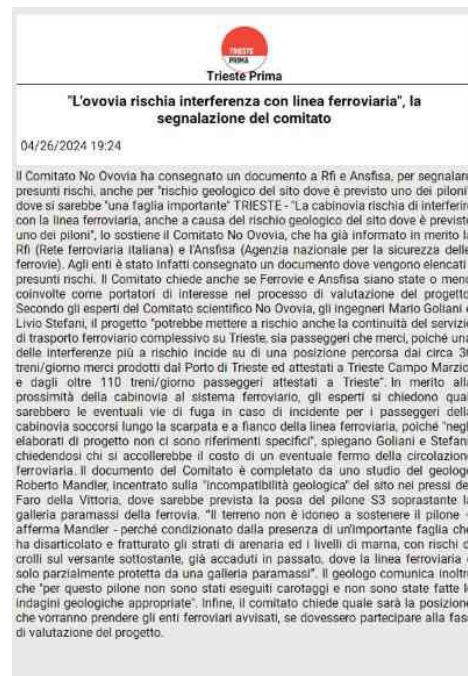 TRIESTE
PRIMA
Trieste Prima
"L'ovovia rischia interferenza con linea ferroviaria", la
segnalazione del comitato
04/26/2024 19:24
Il Comitato No Ovovia ha consegnato un documento a Rfi e Ansfisa, per segnalare
presunti rischi, anche per "rischio geologico del sito dove è previsto uno dei piloni"
dove si sarebbe "una faglia importante" TRIESTE - "La cabinovia rischia di interferire
con la linea ferroviaria, anche a causa del rischio geologico del sito dove è previsto
uno dei piloni", lo sostiene il Comitato No Ovovia, che ha già informato in merito la
Rfi (Rete ferroviaria italiana) e l'Ansfisa (Agenzia nazionale per la sicurezza delle
ferrovie). Agli enti è stato infatti consegnato un documento dove vengono elencati
presunti rischi. Il Comitato chiede anche se Ferrovie e Ansfisa siano state o meno
coinvolte come portatori di interesse nel processo di valutazione del progetto.
Secondo gli esperti del Comitato scientifico No Ovovia, gli ingegneri Mario Goliani e
Livio Stefani, il progetto "potrebbe mettere a rischio anche la continuità del servizio
di trasporto ferroviario complessivo su Trieste, sia passeggeri che merci, poiché una
delle interferenze più a rischio incide su di una posizione percorsa dai circa 30
treni/giorno merci prodotti dal Porto di Trieste ed attestati a Trieste Campo Marzio
e dagli oltre 110 treni/giorno passeggeri attestati a Trieste". In merito alla
prossimità della cabinovia al sistema ferroviario, gli esperti si chiedono quali
sarebbero le eventuali vie di fuga in caso di incidente per i passeggeri della
cabinovia soccorsi lungo la scarpata e a fianco della linea ferroviaria, poiché "negli
elaborati di progetto non ci sono riferimenti specifici", spiegano Goliani e Stefani
chiedendosi chi si accollerebbe il costo di un eventuale fermo della circolazione
ferroviaria. Il documento del Comitato è completato da uno studio del geologo
Roberto Mandler, incentrato sulla "incompatibilità geologica" del sito nei pressi del
Faro della Vittoria, dove sarebbe prevista la posa del pilone S3 soprastante la
galleria paramassi della ferrovia. "Il terreno non è idoneo a sostenere il pilone -
afferma Mandler - perché condizionato dalla presenza di un'importante faglia che
ha disarticolato e fratturato gli strati di arenaria ed i livelli di marna, con rischi di
crolli sul versante sottostante, già accaduti in passato, dove la linea ferroviaria è
solo parzialmente protetta da una galleria paramassi". Il geologo comunica inoltre
che "per questo pilone non sono stati eseguiti carotaggi e non sono state fatte le
indagini geologiche appropriate". Infine, il comitato chiede quale sarà la posizione
che vorranno prendere gli enti ferroviari avvisati, se dovessero partecipare alla fase
di valutazione del progetto.